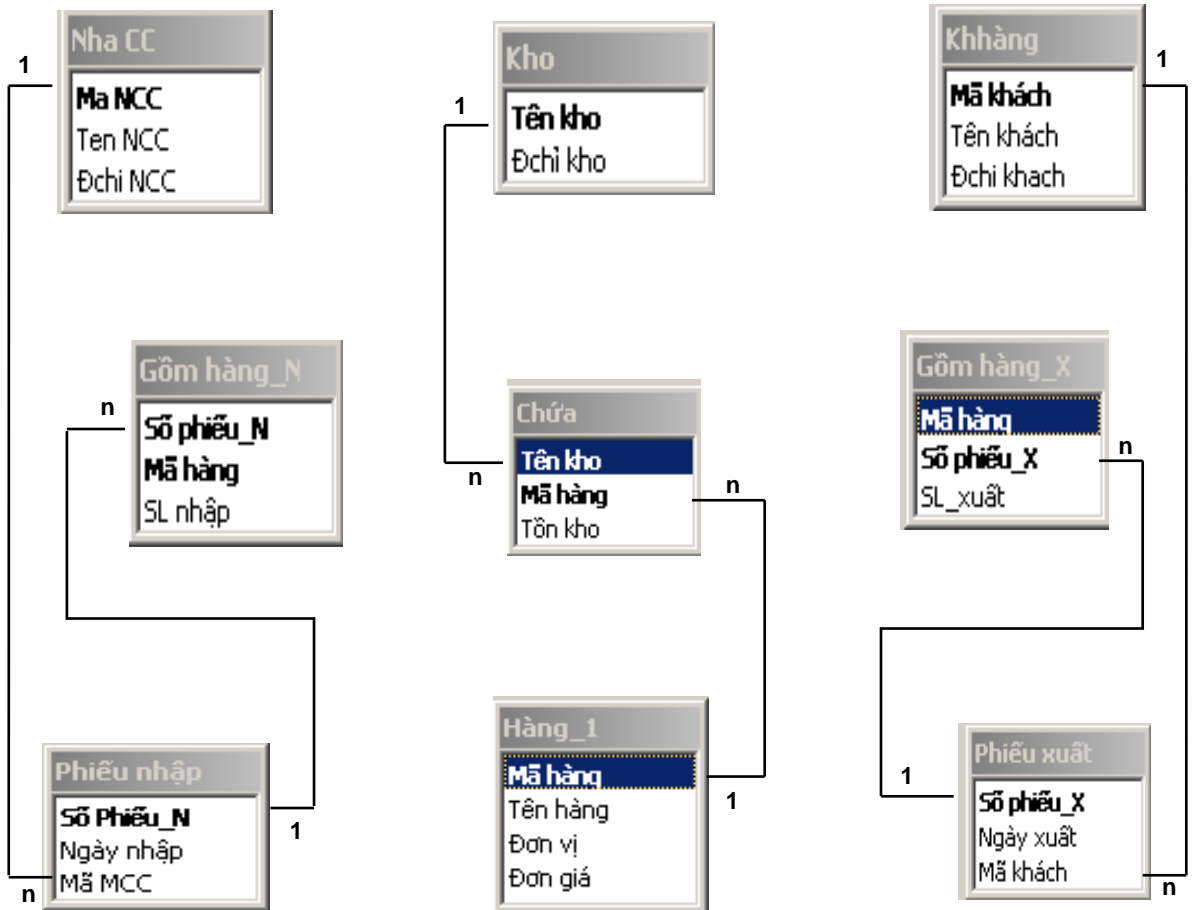 Nha CC
Ma NCC
Ten NCC
Đchi NCC
1
Kho
Tên kho
Đchỉ kho
1
Khhàng
Mã khách
Tên khách
Đchi khach
1
Gồm hàng_N
Số phiếu_N
Mã hàng
SL nhập
n
Chứa
Tên kho
Mã hàng
Tồn kho
n
n
Gồm hàng_X
Mã hàng
Số phiếu_X
SL_xuất
n
Phiếu nhập
Số Phiếu_N
Ngày nhập
Mã MCC
1
n
Hàng_1
Mã hàng
Tên hàng
Đơn vị
Đơn giá
1
Phiếu xuất
Số phiếu_X
Ngày xuất
Mã khách
1
n